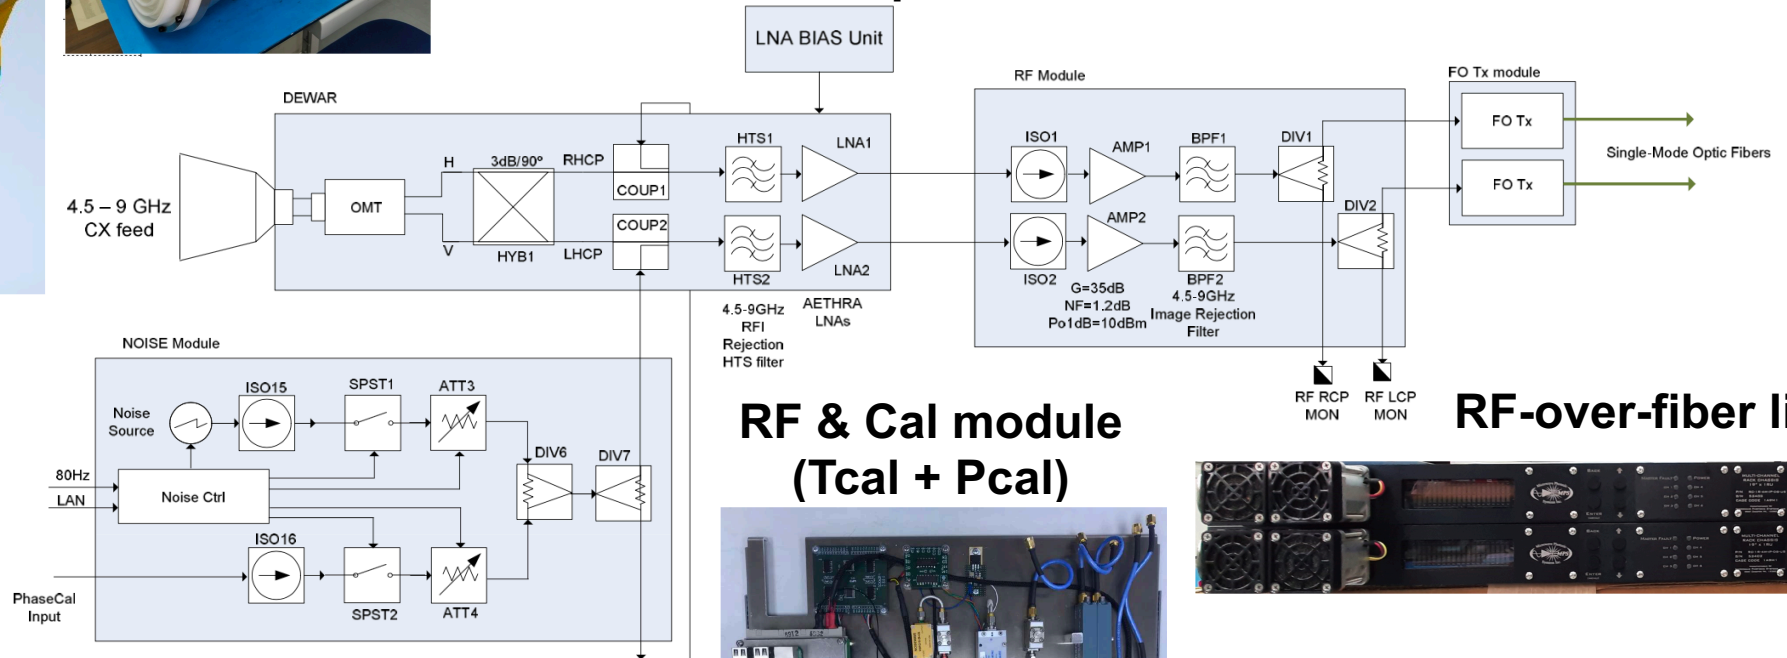 LNA BIAS Unit
DEWAR
RF Module
FO Tx module
4.5 – 9 GHz
CX feed
OMT
H
V
3dB/90º
HYB1
RHCP
LHCP
COUP1
COUP2
HTS1
HTS2
LNA1
LNA2
4.5-9GHz
RFI
Rejection
HTS filter
AETHRA
LNAs
ISO1
ISO2
AMP1
AMP2
G=35dB
NF=1.2dB
Po1dB=10dBm
BPF1
BPF2
4.5-9GHz
Image Rejection
Filter
DIV1
DIV2
FO Tx
FO Tx
Single-Mode Optic Fibers
RF RCP
MON
RF LCP
MON
NOISE Module
Noise
Source
ISO15
SPST1
ATT3
80Hz
LAN
Noise Ctrl
DIV6
DIV7
ISO16
SPST2
ATT4
PhaseCal
Input
RF & Cal module
(Tcal + Pcal)
RF-over-fiber li